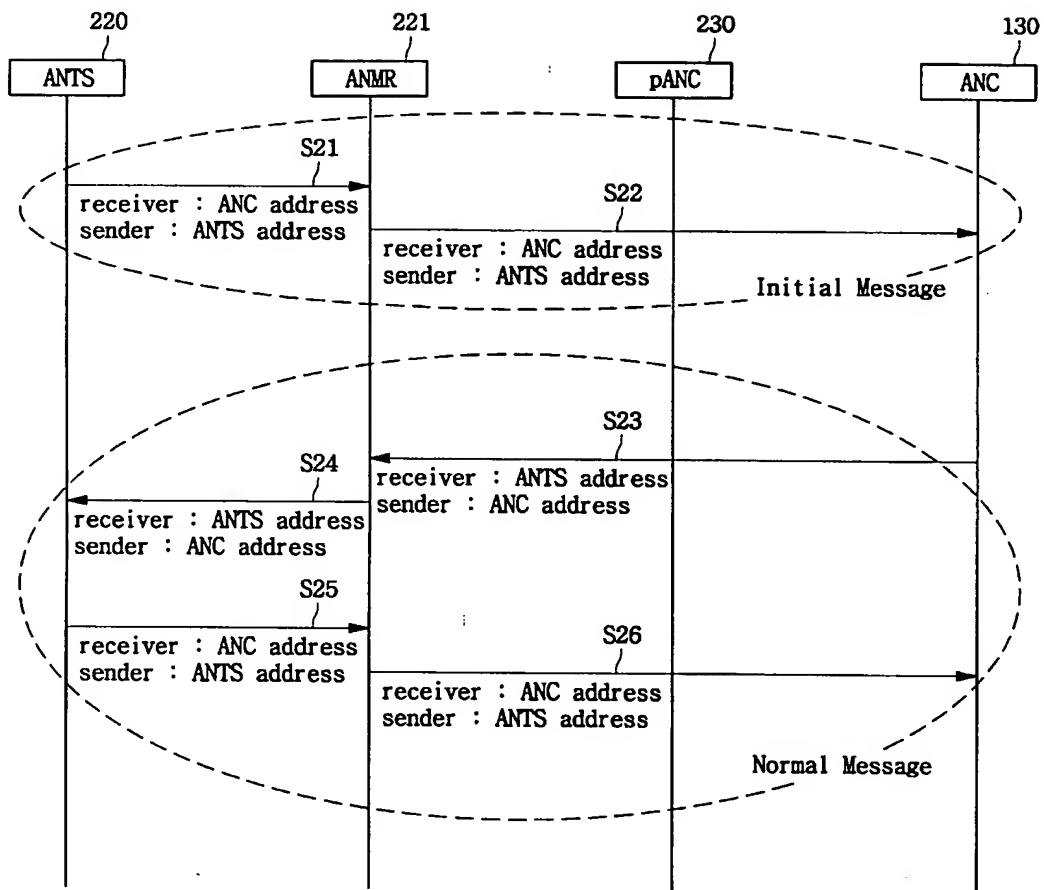 220
221
230
130
ANTS
ANMR
pANC
ANC
S21
receiver : ANC address
sender : ANTS address
S22
receiver : ANC address
sender : ANTS address
Initial Message
S23
receiver : ANTS address
sender : ANC address
S24
receiver : ANTS address
sender : ANC address
S25
receiver : ANC address
sender : ANTS address
S26
receiver : ANC address
sender : ANTS address
Normal Message